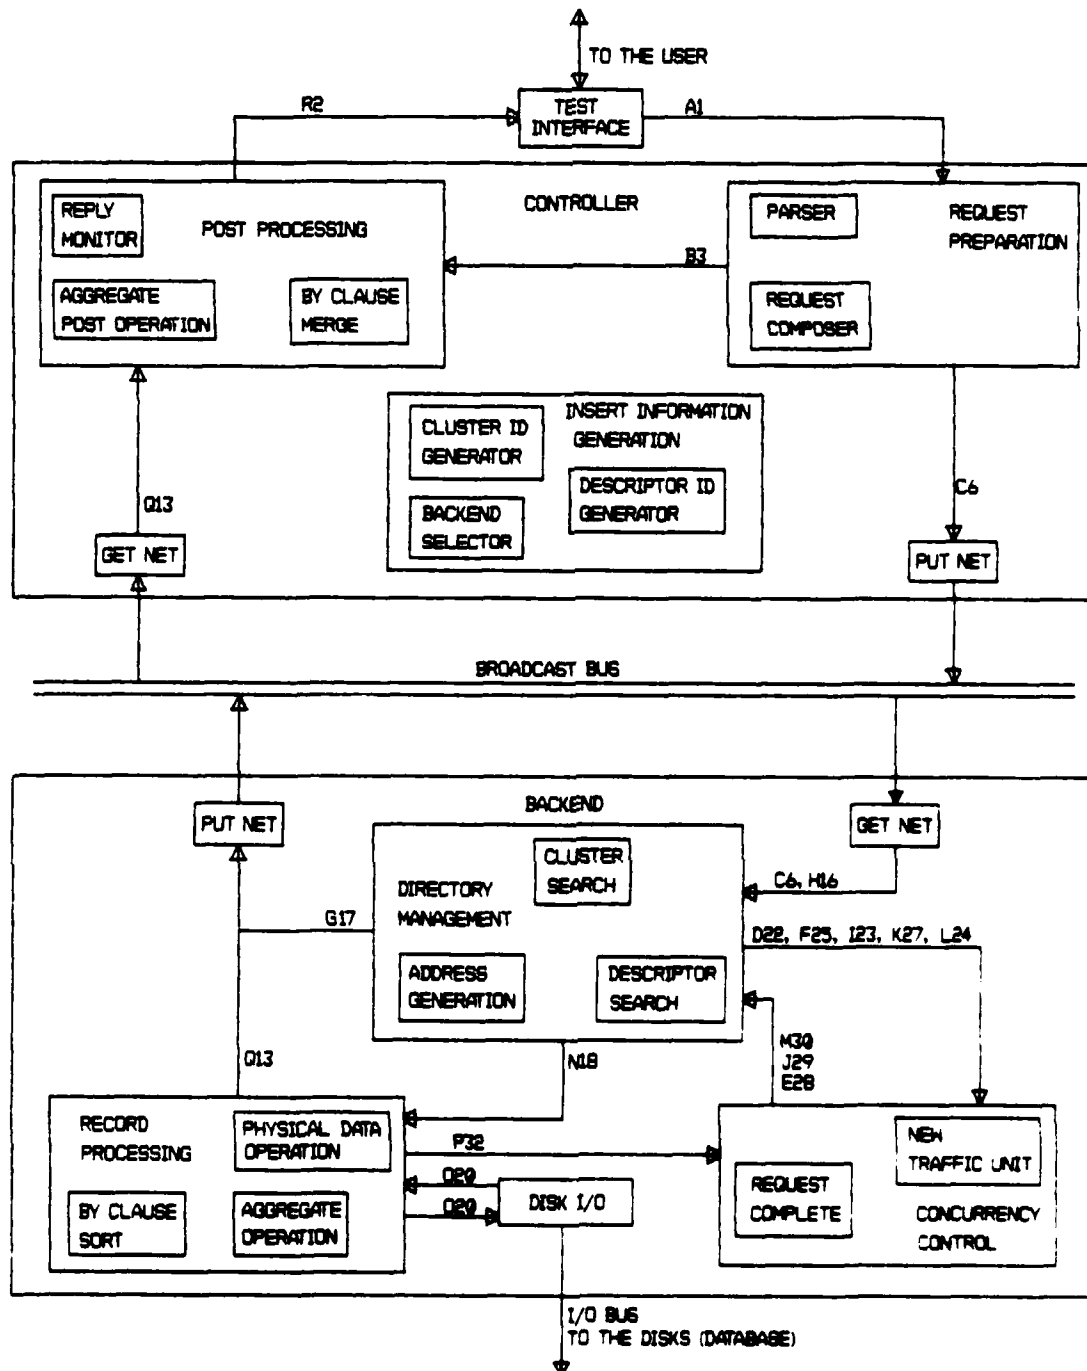 TO THE USER
R2
TEST
INTERFACE
A1
CONTROLLER
REPLY
MONITOR
POST PROCESSING
AGGREGATE
POST OPERATION
BY CLAUSE
MERGE
B3
PARSER
REQUEST
PREPARATION
REQUEST
COMPOSER
INSERT INFORMATION
GENERATION
CLUSTER ID
GENERATOR
DESCRIPTOR ID
GENERATOR
BACKEND
SELECTOR
Q13
GET NET
C6
PUT NET
BROADCAST BUS
BACKEND
PUT NET
GET NET
CLUSTER
SEARCH
DIRECTORY
MANAGEMENT
C6, H16
G17
D22, F25, I23, K27, L24
ADDRESS
GENERATION
DESCRIPTOR
SEARCH
M30
J29
E28
Q13
N18
RECORD
PROCESSING
PHYSICAL DATA
OPERATION
P32
O20
O20
DISK I/O
BY CLAUSE
SORT
AGGREGATE
OPERATION
NEW
TRAFFIC UNIT
REQUEST
COMPLETE
CONCURRENCY
CONTROL
I/O BUS
TO THE DISKS (DATABASE)